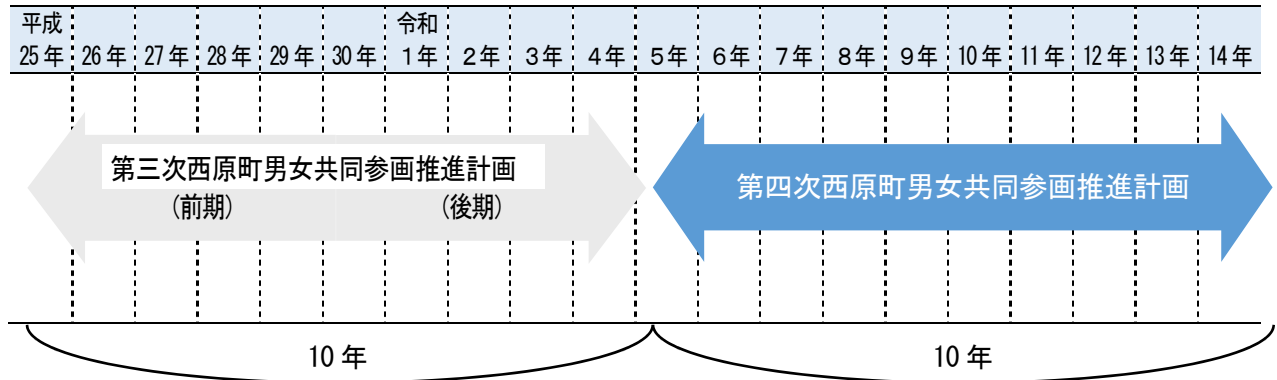 平成 令和
25年 26年 27年 28年 29年 30年 1年 2年 3年 4年 5年 6年 7年 8年 9年 10年 11年 12年 13年 14年
第三次西原町男女共同参画推進計画
(前期) (後期)
第四次西原町男女共同参画推進計画
10年 10年